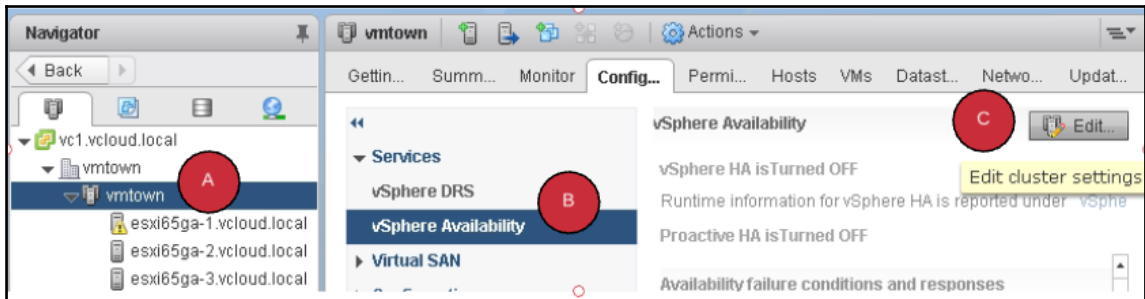 Navigator
Back
vc1.vcloud.local
vmtown
vmtown
A
esxi65ga-1.vcloud.local
esxi65ga-2.vcloud.local
esxi65ga-3.vcloud.local
vmtown Actions
Gettin... Summ... Monitor Config... Permi... Hosts VMs Datast... Netwo... Updat...
Services
vSphere DRS
vSphere Availability
B
Virtual SAN
vSphere Availability
C
Edit...
vSphere HA isTurned OFF
Edit cluster settings
Runtime information for vSphere HA is reported under vSphe
Proactive HA isTurned OFF
Availability failure conditions and responses